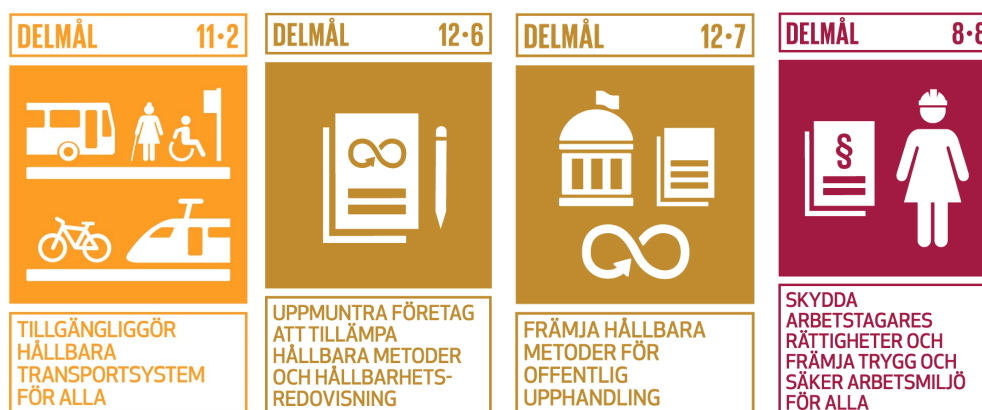 DELMÅL 11•2
TILLGÄNGLIGGÖR
HÅLLBARA
TRANSPORTSYSTEM
FÖR ALLA
DELMÅL 12•6
UPPMUNTRA FÖRETAG
ATT TILLÄMPA
HÅLLBARA METODER
OCH HÅLLBARHETS-
REDOVISNING
DELMÅL 12•7
FRÄMJA HÅLLBARA
METODER FÖR
OFFENTLIG
UPPHANDLING
DELMÅL 8•8
§
SKYDDA
ARBETSTAGARES
RÄTTIGHETER OCH
FRÄMJA TRYGG OCH
SÄKER ARBETSMILJÖ
FÖR ALLA